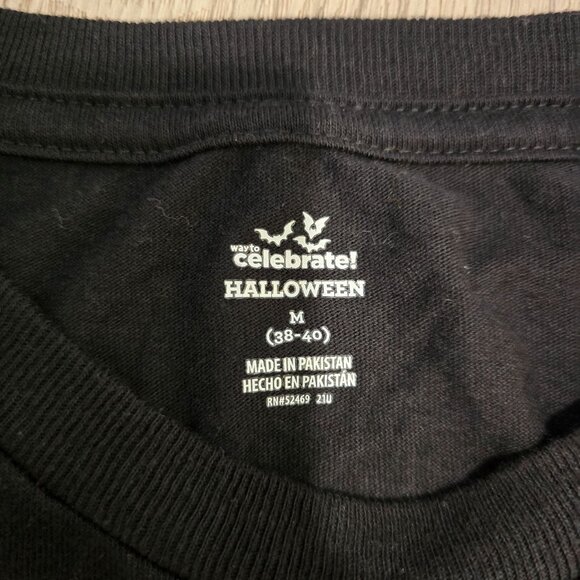 way to
celebrate!
HALLOWEEN
M
(38-40)
MADE IN PAKISTAN
HECHO EN PAKISTÁN
RN#52469 21U